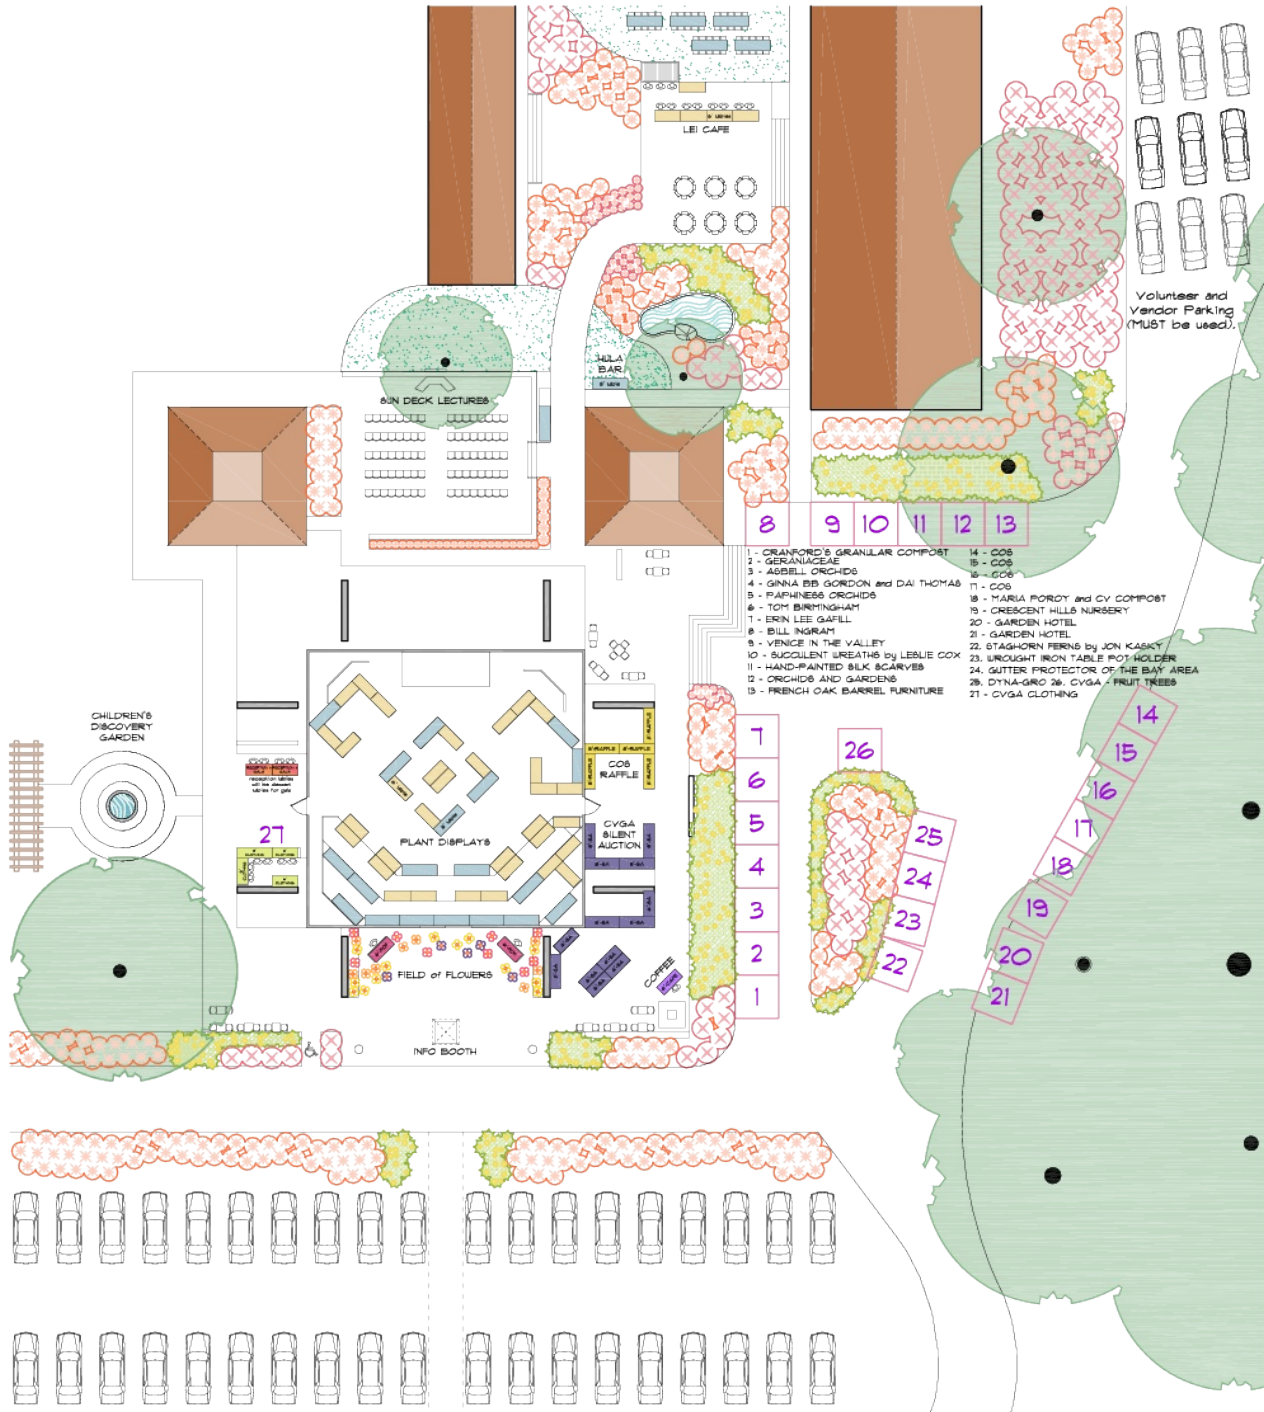 LEI CAFE
Volunteer and
Vendor Parking
(MUST be used).
HULA
BAR
SUN DECK LECTURES
8
9
10
11
12
13
1 - CRANFORD'S GRANULAR COMPOST
2 - GERANIACEAE
3 - ASBELL ORCHIDS
4 - GINNA BB GORDON and DAI THOMAS
5 - PAPHINESS ORCHIDS
6 - TOM BIRMINGHAM
7 - ERIN LEE GAFILL
8 - BILL INGRAM
9 - VENICE IN THE VALLEY
10 - SUCCULENT WREATHS by LESLIE COX
11 - HAND-PAINTED SILK SCARVES
12 - ORCHIDS AND GARDENS
13 - FRENCH OAK BARREL FURNITURE
14 - COS
15 - COS
16 - COS
17 - COS
18 - MARIA POROY and CV COMPOST
19 - CRESCENT HILLS NURSERY
20 - GARDEN HOTEL
21 - GARDEN HOTEL
22. STAGHORN FERNS by JON KASKY
23. WROUGHT IRON TABLE POT HOLDER
24. GUTTER PROTECTOR OF THE BAY AREA
25. DYNA-GRO 26. CVGA - FRUIT TREES
27 - CVGA CLOTHING
CHILDREN'S
DISCOVERY
GARDEN
COS
RAFFLE
CVGA
SILENT
AUCTION
PLANT DISPLAYS
27
7
6
5
4
3
2
1
26
25
24
23
22
14
15
16
17
18
19
20
21
FIELD of FLOWERS
COFFEE
INFO BOOTH